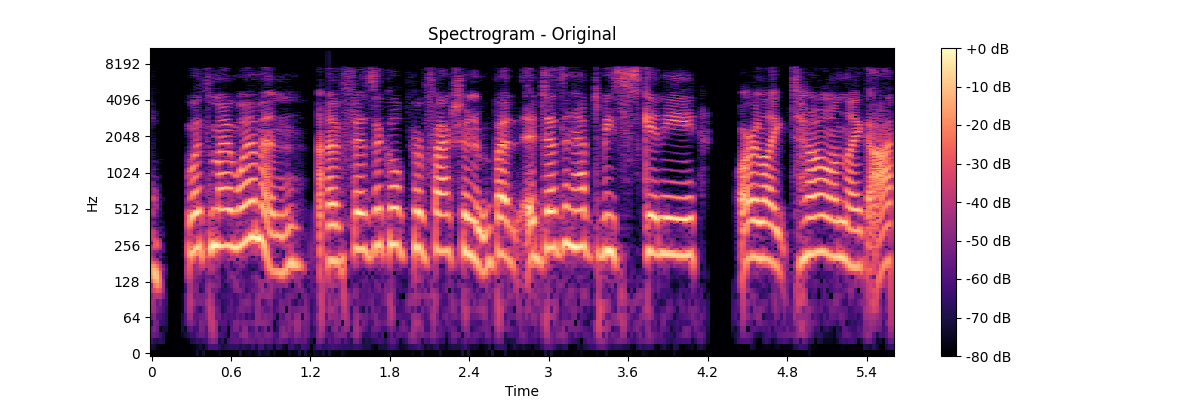 Spectrogram - Original
Hz
8192
4096
2048
1024
512
256
128
64
0
0 0.6 1.2 1.8 2.4 3 3.6 4.2 4.8 5.4
Time
+0 dB
-10 dB
-20 dB
-30 dB
-40 dB
-50 dB
-60 dB
-70 dB
-80 dB